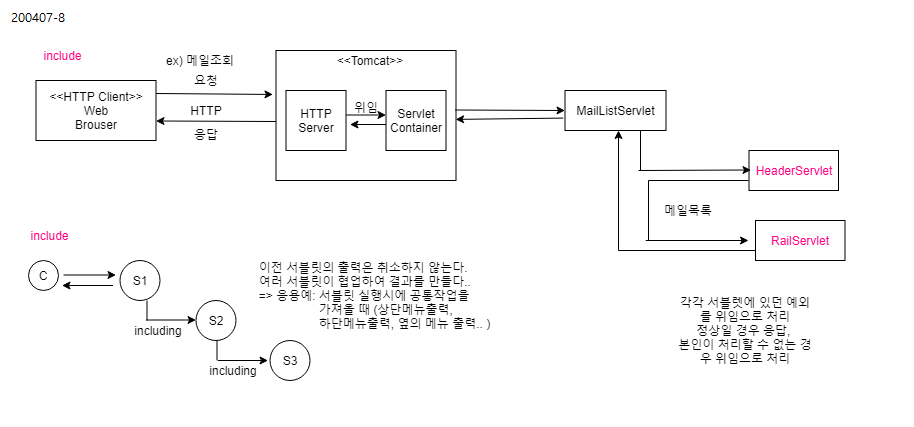 200407-8
include
ex) 메일조회
요청
<<HTTP Client>>
Web
Brouser
HTTP
응답
<<Tomcat>>
HTTP
Server
위임
Servlet
Container
MailListServlet
HeaderServlet
메일목록
RailServlet
include
C
S1
including
S2
including
S3
이전 서블릿의 출력은 취소하지 않는다.
여러 서블릿이 협업하여 결과를 만들다..
=> 응용예: 서블릿 실행시에 공통작업을
가져올 때 (상단메뉴출력,
하단메뉴출력, 옆의 메뉴 출력.. )
각각 서블렛에 있던 예외
를 위임으로 처리
정상일 경우 응답,
본인이 처리할 수 없는 경
우 위임으로 처리